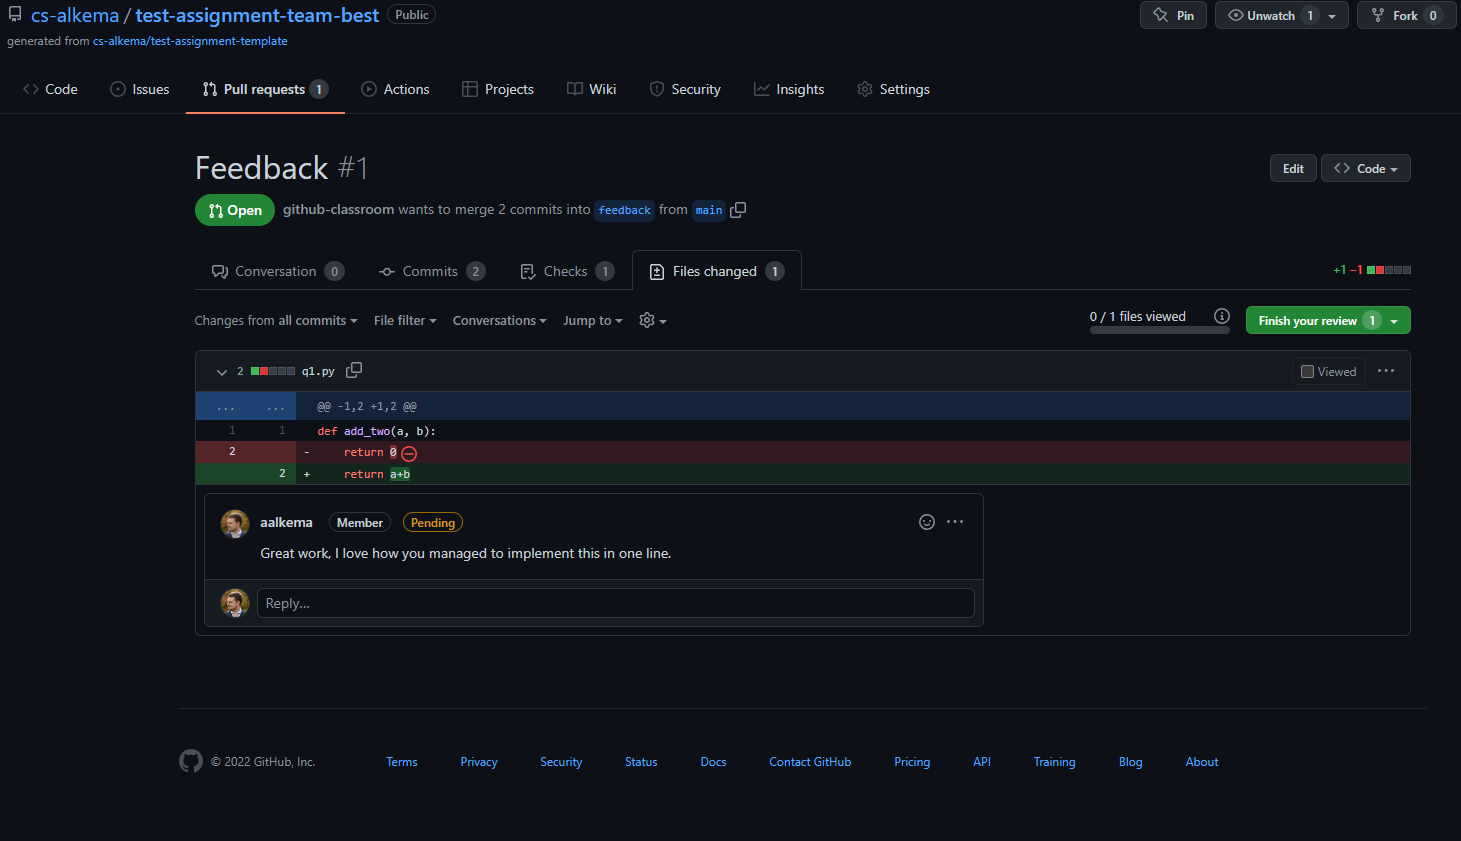 cs-alkema / test-assignment-team-best Public
Pin Unwatch 1 Fork 0
generated from cs-alkema/test-assignment-template
Code Issues Pull requests 1 Actions Projects Wiki Security Insights Settings
Feedback #1
Edit Code
Open github-classroom wants to merge 2 commits into feedback from main
Conversation 0 Commits 2 Checks 1 Files changed 1 +1 −1
Changes from all commits File filter Conversations Jump to 0 / 1 files viewed Finish your review 1
2 q1.py Viewed
... ... @@ -1,2 +1,2 @@
1 1 def add_two(a, b):
2 - return 0
2 + return a+b
aalkema Member Pending
Great work, I love how you managed to implement this in one line.
Reply...
© 2022 GitHub, Inc. Terms Privacy Security Status Docs Contact GitHub Pricing API Training Blog About